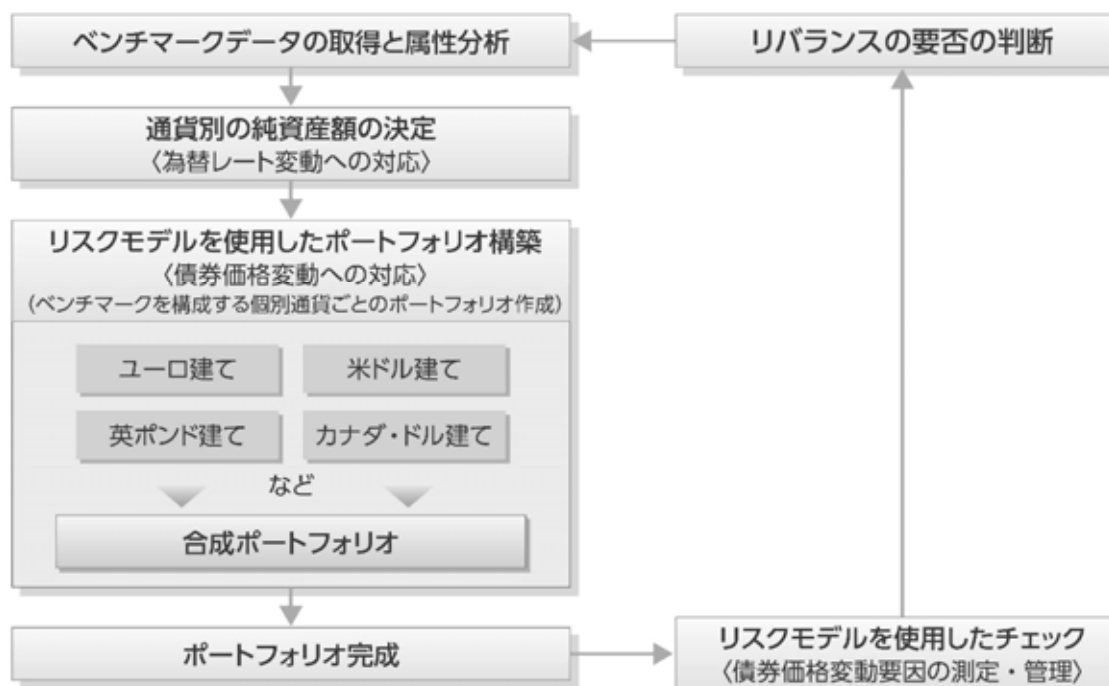 ベンチマークデータの取得と属性分析
リバランスの要否の判断
通貨別の純資産額の決定
〈為替レート変動への対応〉
リスクモデルを使用したポートフォリオ構築
〈債券価格変動への対応〉
(ベンチマークを構成する個別通貨ごとのポートフォリオ作成)
ユーロ建て
米ドル建て
英ポンド建て
カナダ・ドル建て
など
合成ポートフォリオ
ポートフォリオ完成
リスクモデルを使用したチェック
〈債券価格変動要因の測定・管理〉